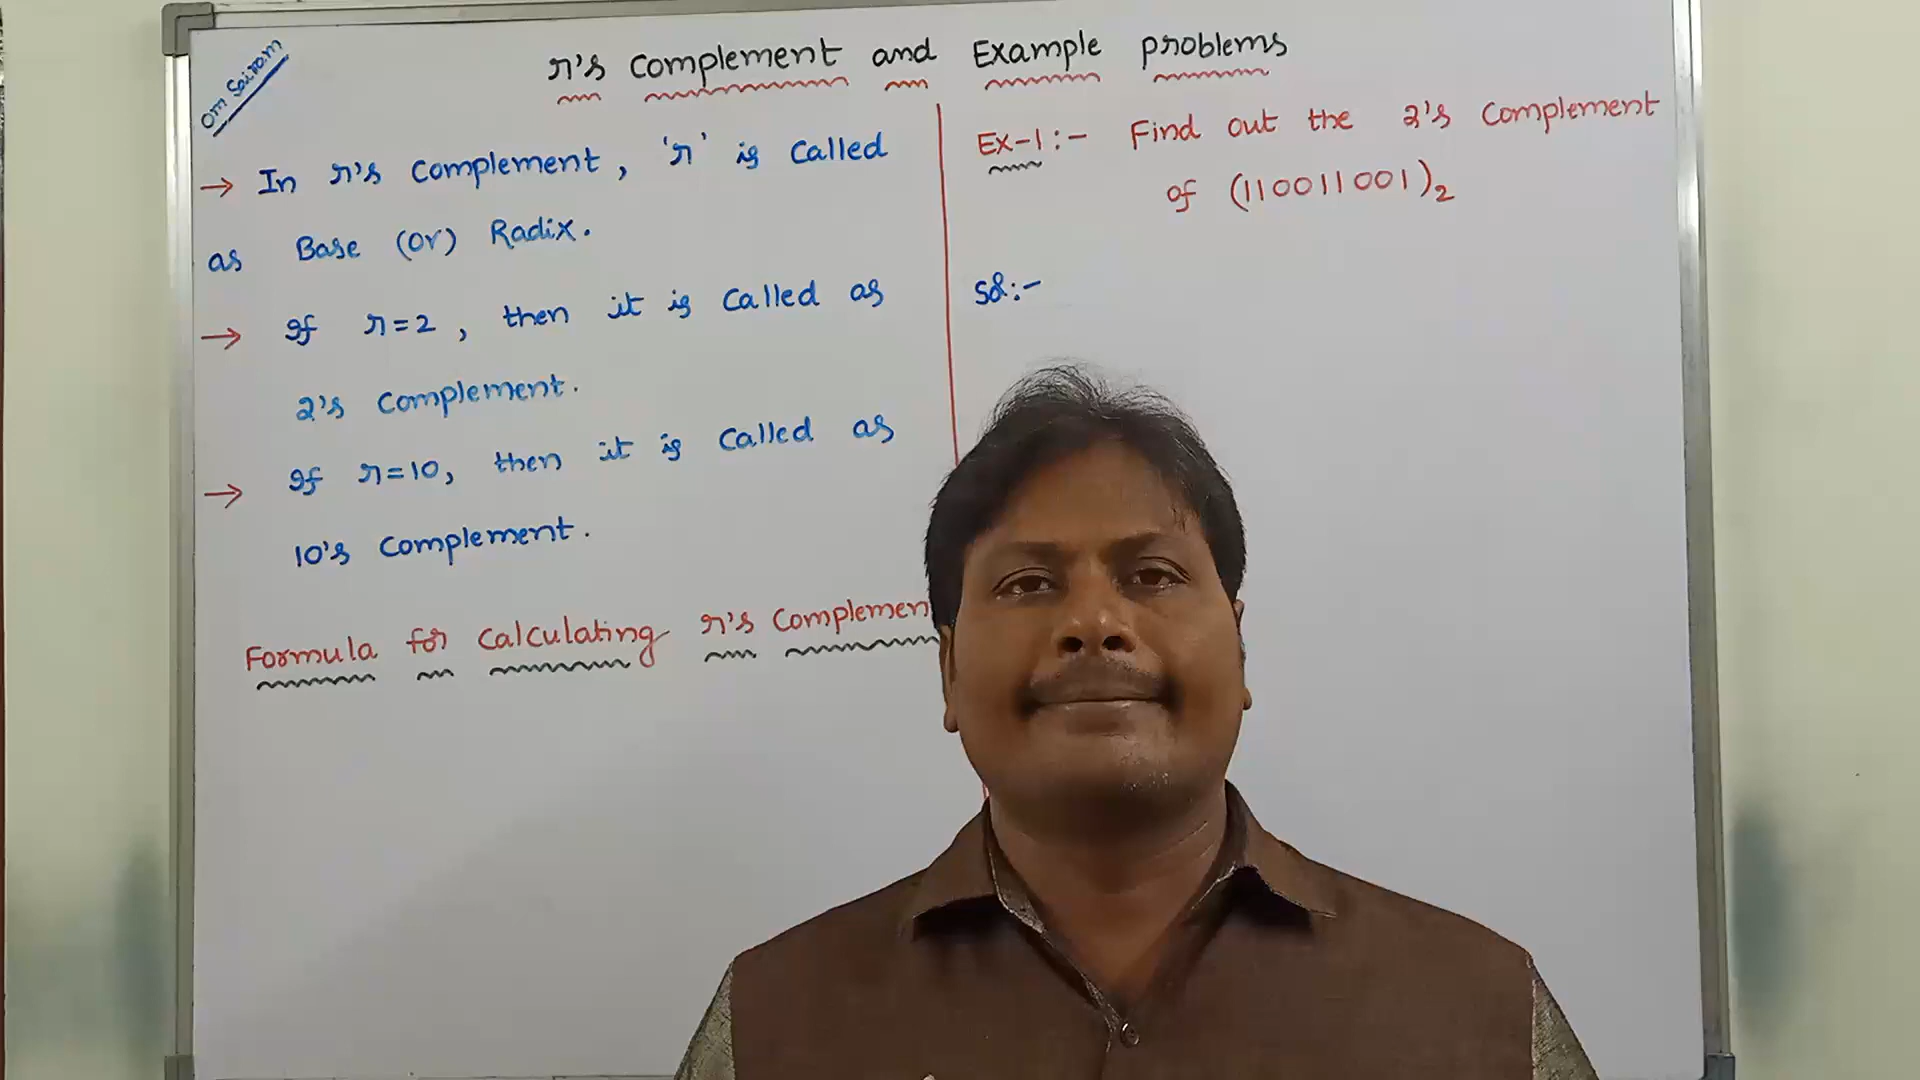 Om Sairam
r's complement and Example problems
→ In r's complement, 'r' is called
as Base (or) Radix.
→ If r=2, then it is called as
2's complement.
→ If r=10, then it is called as
10's complement.
Formula for calculating r's complemen
Ex-1:- Find out the 2's complement
of (110011001)₂
Sol:-